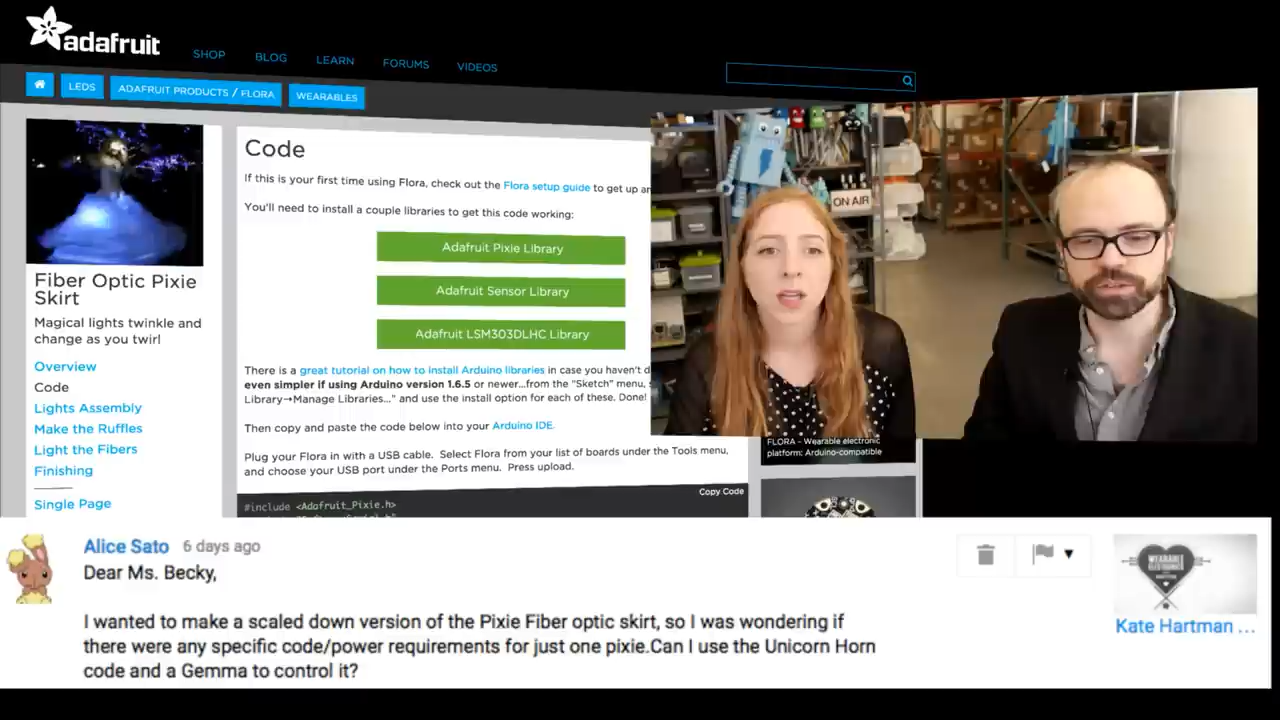 adafruit
SHOP BLOG LEARN FORUMS VIDEOS
LEDS ADAFRUIT PRODUCTS / FLORA WEARABLES
Fiber Optic Pixie
Skirt
Magical lights twinkle and
change as you twirl!
Overview
Code
Lights Assembly
Make the Ruffles
Light the Fibers
Finishing
Single Page
Code
If this is your first time using Flora, check out the Flora setup guide to get up
You'll need to install a couple libraries to get this code working:
Adafruit Pixie Library
Adafruit Sensor Library
Adafruit LSM303DLHC Library
There is a great tutorial on how to install Arduino libraries in case you haven't
even simpler if using Arduino version 1.6.5 or newer...from the "Sketch" menu,
Library→Manage Libraries..." and use the install option for each of these. Done!
Then copy and paste the code below into your Arduino IDE.
Plug your Flora in with a USB cable. Select Flora from your list of boards under the Tools menu,
and choose your USB port under the Ports menu. Press upload.
Copy Code
#include <Adafruit_Pixie.h>
ON AIR
FLORA - Wearable electronic
platform: Arduino-compatible
Alice Sato 6 days ago
Dear Ms. Becky,
I wanted to make a scaled down version of the Pixie Fiber optic skirt, so I was wondering if
there were any specific code/power requirements for just one pixie.Can I use the Unicorn Horn
code and a Gemma to control it?
Kate Hartman ...